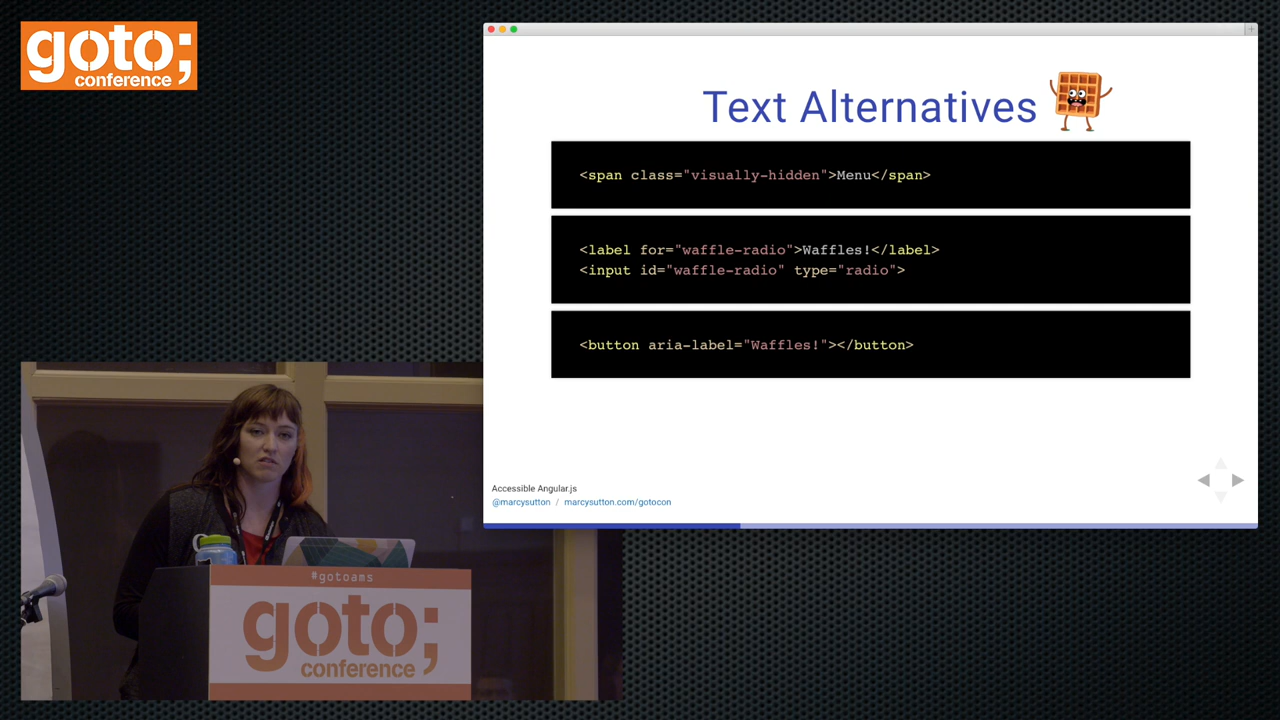 goto;
conference
Text Alternatives
<span class="visually-hidden">Menu</span>
<label for="waffle-radio">Waffles!</label>
<input id="waffle-radio" type="radio">
<button aria-label="Waffles!"></button>
Accessible Angular.js
@marcysutton / marcysutton.com/gotocon
#gotoams
goto;
conference